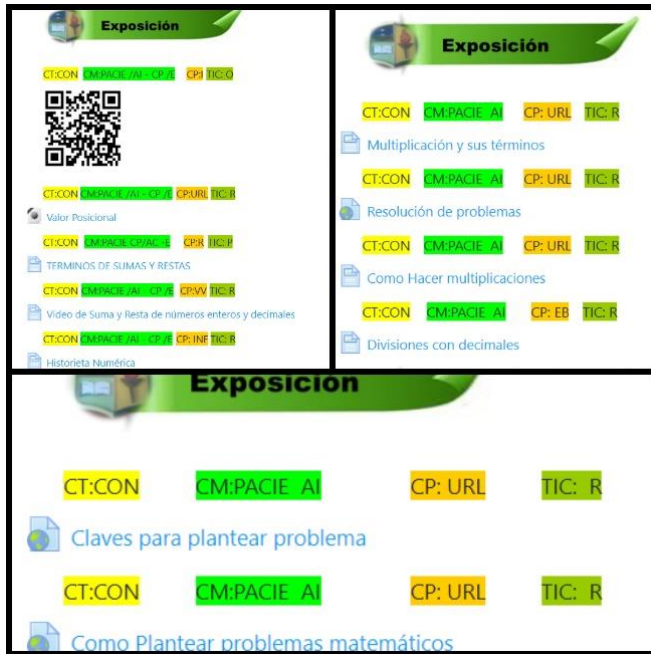 Exposición
CT:CON CM:PACIE /AI - CP /E CP:I TIC: O
CT:CON CM:PACIE /AI - CP /E CP:URL TIC: R
Valor Posicional
CT:CON CM:PACIE CP/AC -E CP:R TIC: P
TERMINOS DE SUMAS Y RESTAS
CT:CON CM:PACIE /AI - CP /E CP:VV TIC: R
Video de Suma y Resta de números enteros y decimales
CT:CON CM:PACIE /AI - CP /E CP: INF TIC: R
Historieta Numérica
Exposición
CT:CON CM:PACIE AI CP: URL TIC: R
Multiplicación y sus términos
CT:CON CM:PACIE AI CP: URL TIC: R
Resolución de problemas
CT:CON CM:PACIE AI CP: URL TIC: R
Como Hacer multiplicaciones
CT:CON CM:PACIE AI CP: EB TIC: R
Divisiones con decimales
Exposición
CT:CON CM:PACIE AI CP: URL TIC: R
Claves para plantear problema
CT:CON CM:PACIE AI CP: URL TIC: R
Como Plantear problemas matemáticos